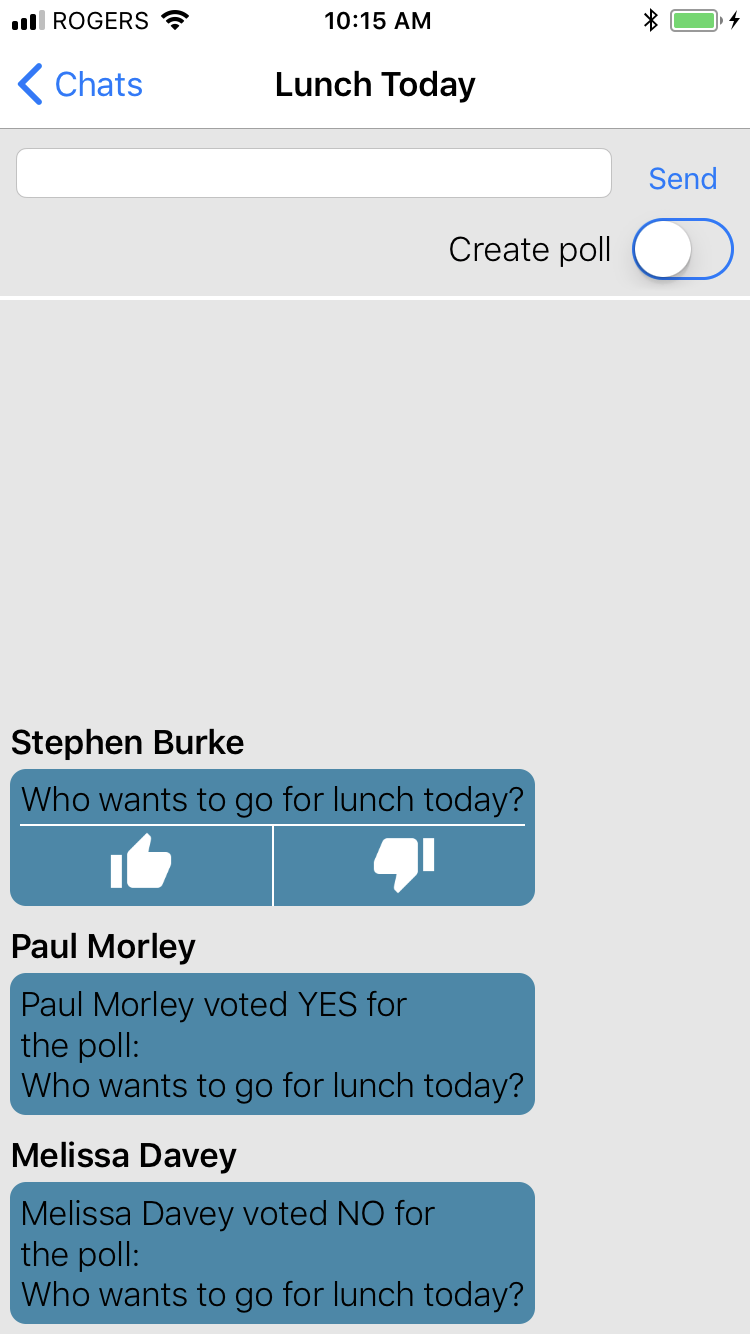 ROGERS 10:15 AM
Chats Lunch Today
Send
Create poll
Stephen Burke
Who wants to go for lunch today?
Paul Morley
Paul Morley voted YES for
the poll:
Who wants to go for lunch today?
Melissa Davey
Melissa Davey voted NO for
the poll:
Who wants to go for lunch today?